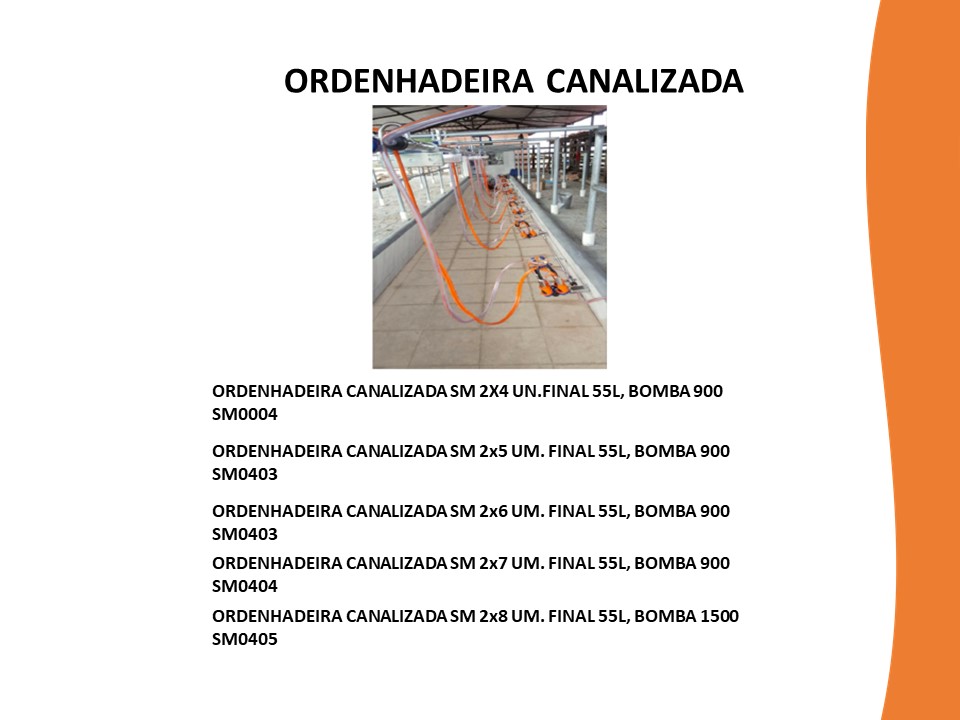 ORDENHADEIRA CANALIZADA
ORDENHADEIRA CANALIZADA SM 2X4 UN.FINAL 55L, BOMBA 900
SM0004
ORDENHADEIRA CANALIZADA SM 2x5 UM. FINAL 55L, BOMBA 900
SM0403
ORDENHADEIRA CANALIZADA SM 2x6 UM. FINAL 55L, BOMBA 900
SM0403
ORDENHADEIRA CANALIZADA SM 2x7 UM. FINAL 55L, BOMBA 900
SM0404
ORDENHADEIRA CANALIZADA SM 2x8 UM. FINAL 55L, BOMBA 1500
SM0405